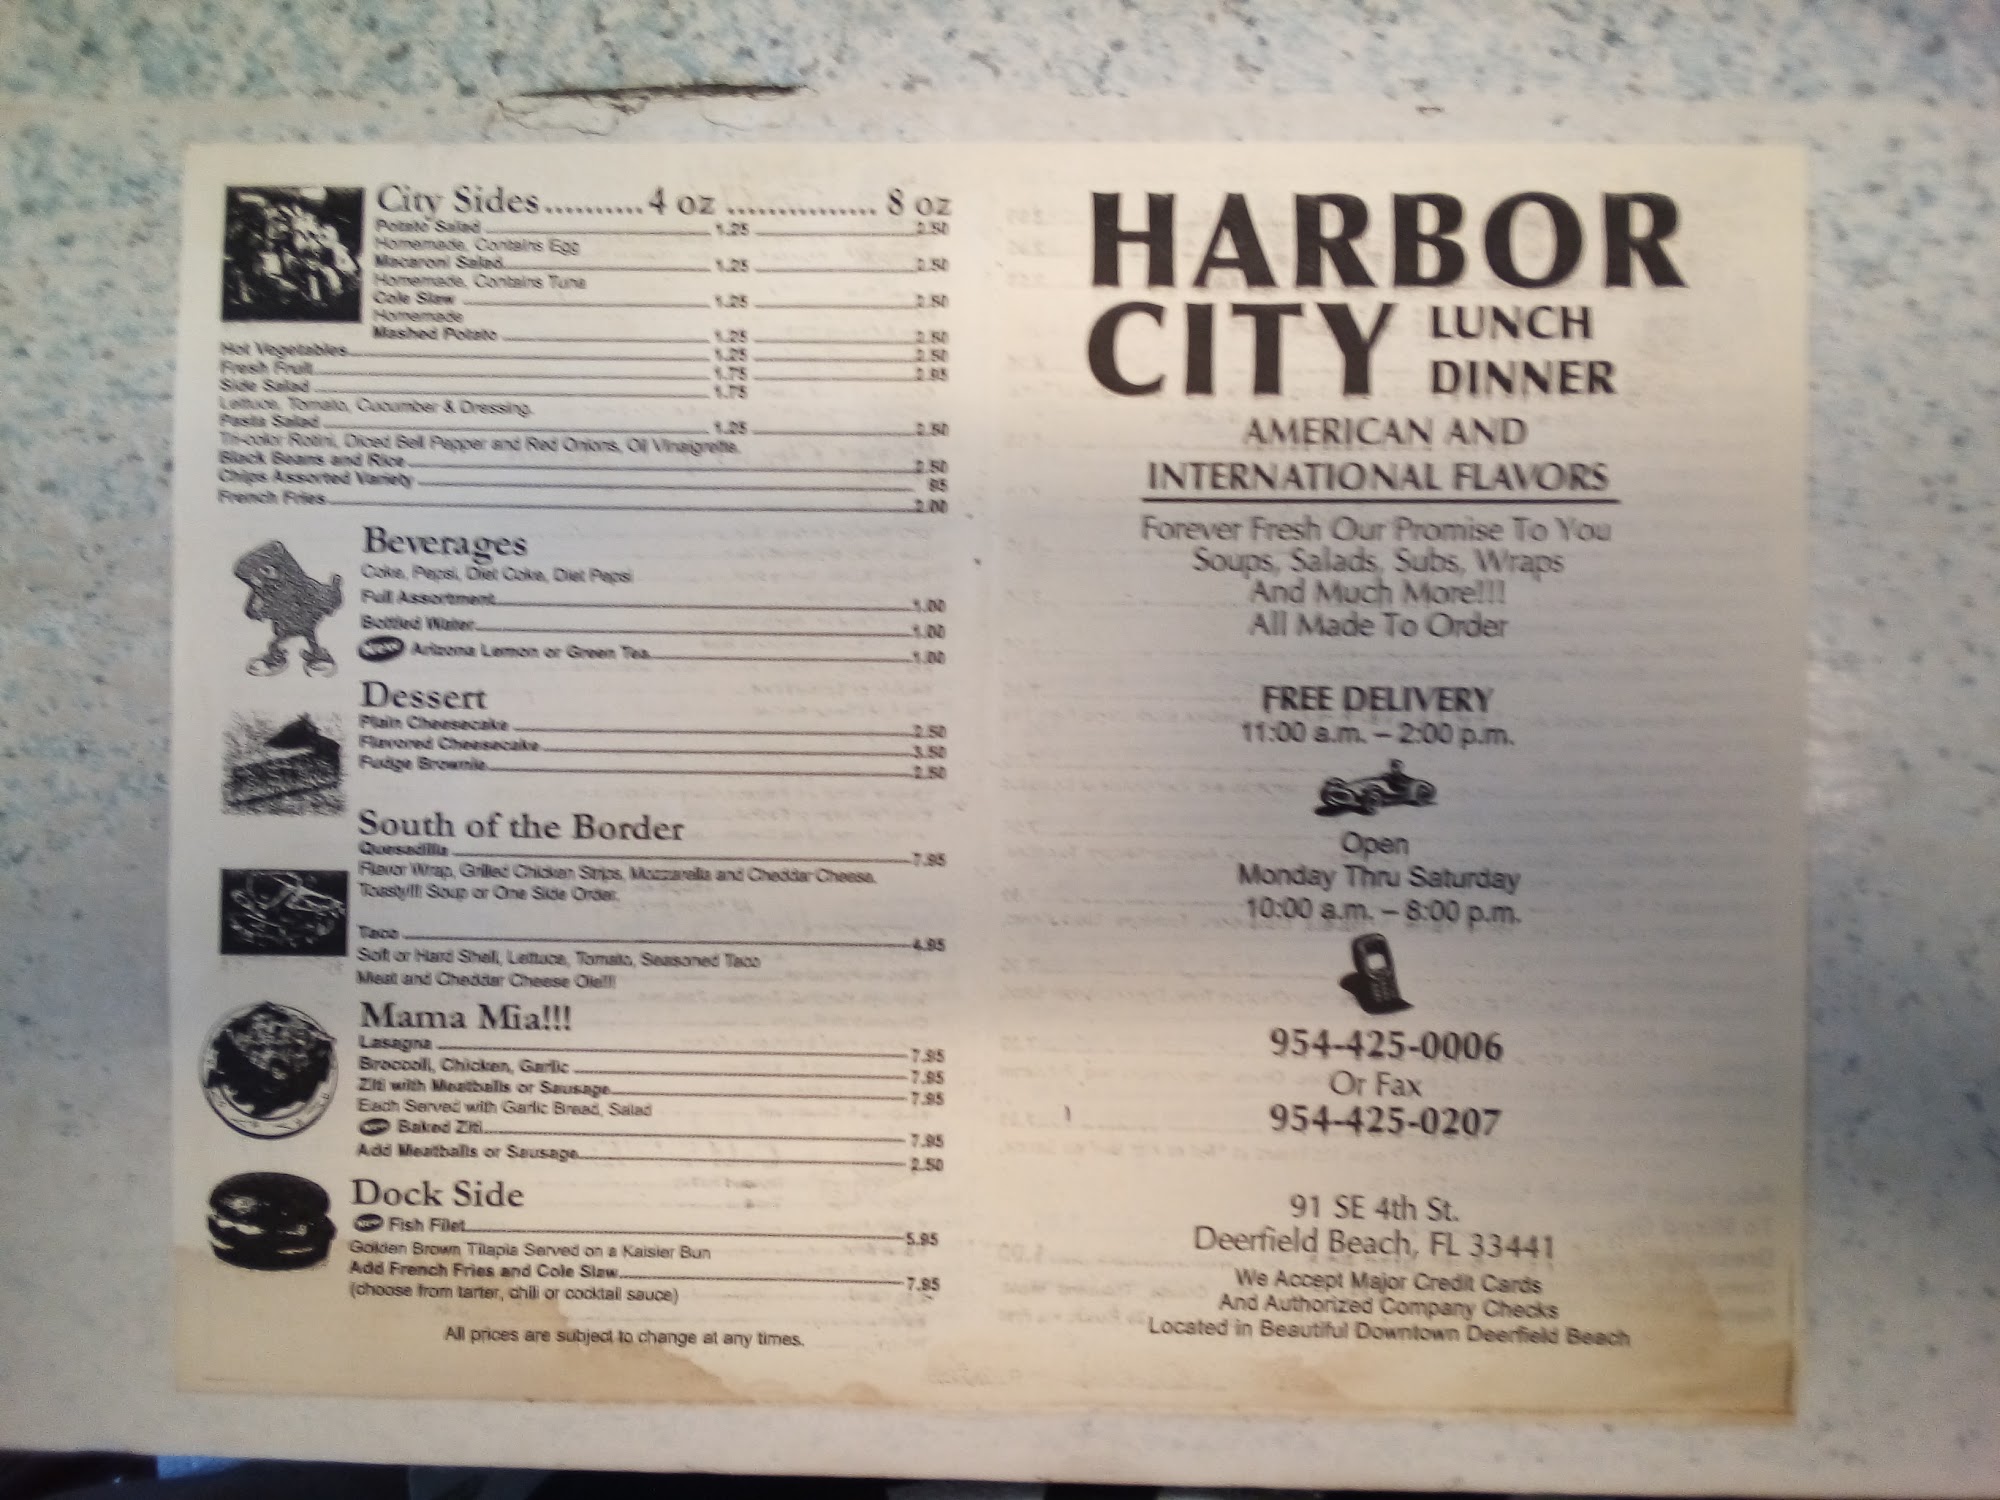 City Sides..........4 oz ............... 8 oz
Potato Salad 1.25 2.50
Homemade, Contains Egg
Macaroni Salad 1.25 2.50
Homemade, Contains Tuna
Cole Slaw 1.25 2.50
Homemade
Mashed Potato 1.25 2.50
Hot Vegetables 1.25 2.50
Fresh Fruit 1.75 2.95
Side Salad 1.75
Lettuce, Tomato, Cucumber & Dressing.
Pasta Salad 1.25 2.50
Tri-color Rotini, Diced Bell Pepper and Red Onions, Oil Vinaigrette.
Black Beans and Rice 2.50
Chips Assorted Variety 85
French Fries 2.00
Beverages
Coke, Pepsi, Diet Coke, Diet Pepsi
Full Assortment 1.00
Bottled Water 1.00
New Arizona Lemon or Green Tea 1.00
Dessert
Plain Cheesecake 2.50
Flavored Cheesecake 3.50
Fudge Brownie 2.50
South of the Border
Quesadilla 7.95
Flavor Wrap, Grilled Chicken Strips, Mozzarella and Cheddar Cheese.
Toasty!!! Soup or One Side Order.
Taco 4.95
Soft or Hard Shell, Lettuce, Tomato, Seasoned Taco
Meat and Cheddar Cheese Ole!!!
Mama Mia!!!
Lasagna 7.95
Broccoli, Chicken, Garlic 7.95
Ziti with Meatballs or Sausage 7.95
Each Served with Garlic Bread, Salad
New Baked Ziti 7.95
Add Meatballs or Sausage 2.50
Dock Side
New Fish Filet 5.95
Golden Brown Tilapia Served on a Kaisier Bun
Add French Fries and Cole Slaw 7.95
(choose from tarter, chili or cocktail sauce)
All prices are subject to change at any times.
HARBOR
CITY LUNCH
DINNER
AMERICAN AND
INTERNATIONAL FLAVORS
Forever Fresh Our Promise To You
Soups, Salads, Subs, Wraps
And Much More!!!
All Made To Order
FREE DELIVERY
11:00 a.m. – 2:00 p.m.
Open
Monday Thru Saturday
10:00 a.m. – 8:00 p.m.
954-425-0006
Or Fax
954-425-0207
91 SE 4th St.
Deerfield Beach, FL 33441
We Accept Major Credit Cards
And Authorized Company Checks
Located in Beautiful Downtown Deerfield Beach